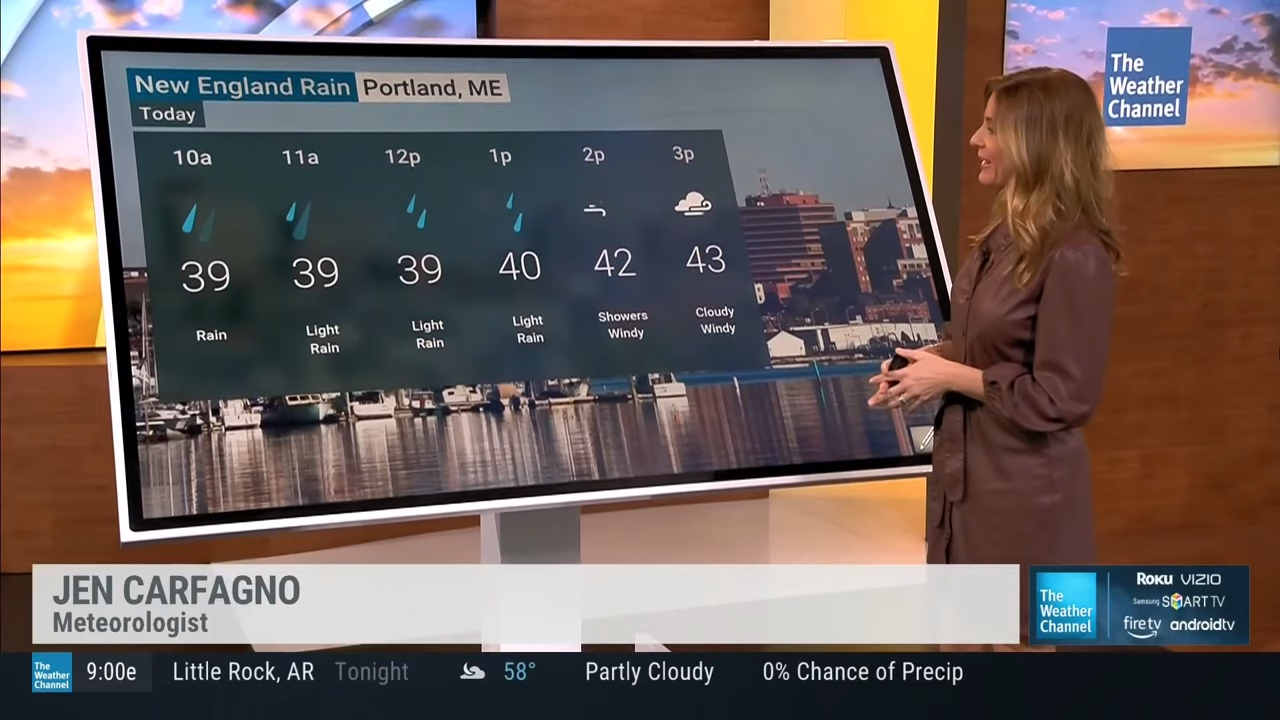 New England Rain Portland, ME
Today
10a 11a 12p 1p 2p 3p
39 39 39 40 42 43
Rain Light Rain Light Rain Light Rain Showers Windy Cloudy Windy
The
Weather
Channel
JEN CARFAGNO
Meteorologist
The
Weather
Channel
Roku VIZIO
Samsung SMART TV
fire tv androidtv
The
Weather
Channel
9:00e Little Rock, AR Tonight 58° Partly Cloudy 0% Chance of Precip